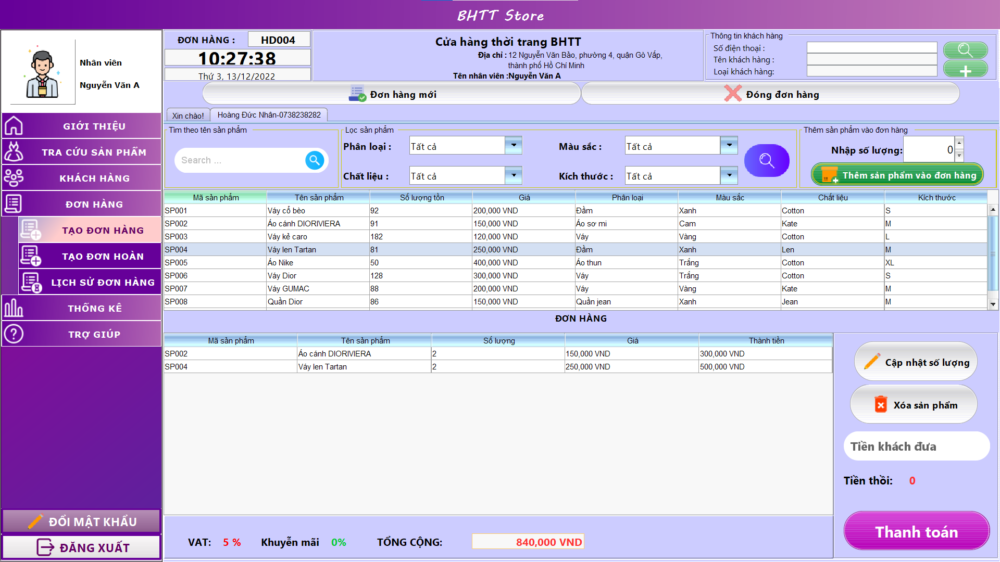 BHTT Store
Nhân viên
Nguyễn Văn A
GIỚI THIỆU
TRA CỨU SẢN PHẨM
KHÁCH HÀNG
ĐƠN HÀNG
TẠO ĐƠN HÀNG
TẠO ĐƠN HOÀN
LỊCH SỬ ĐƠN HÀNG
THỐNG KÊ
TRỢ GIÚP
ĐỔI MẬT KHẨU
ĐĂNG XUẤT
ĐƠN HÀNG : HD004
10:27:38
Thứ 3, 13/12/2022
Cửa hàng thời trang BHTT
Địa chỉ : 12 Nguyễn Văn Bảo, phường 4, quận Gò Vấp,
thành phố Hồ Chí Minh
Tên nhân viên :Nguyễn Văn A
Thông tin khách hàng
Số điện thoại :
Tên khách hàng :
Loại khách hàng:
Đơn hàng mới
Đóng đơn hàng
Xin chào! Hoàng Đức Nhân-0738238282
Tìm theo tên sản phẩm
Search ...
Lọc sản phẩm
Phân loại : Tất cả Màu sắc : Tất cả
Chất liệu : Tất cả Kích thước : Tất cả
Thêm sản phẩm vào đơn hàng
Nhập số lượng: 0
Thêm sản phẩm vào đơn hàng
Mã sản phẩm Tên sản phẩm Số lượng tồn Giá Phân loại Màu sắc Chất liệu Kích thước
SP001 Váy cổ bèo 92 200,000 VND Đầm Xanh Cotton S
SP002 Áo cánh DIORIVIERA 91 150,000 VND Áo sơ mi Cam Kate M
SP003 Váy kẻ caro 182 120,000 VND Váy Vàng Cotton L
SP004 Váy len Tartan 81 250,000 VND Đầm Xanh Len M
SP005 Áo Nike 50 400,000 VND Áo thun Trắng Cotton XL
SP006 Váy Dior 128 300,000 VND Váy Trắng Cotton S
SP007 Váy GUMAC 88 200,000 VND Váy Vàng Kate M
SP008 Quần Dior 86 150,000 VND Quần jean Xanh Jean M
ĐƠN HÀNG
Mã sản phẩm Tên sản phẩm Số lượng Giá Thành tiền
SP002 Áo cánh DIORIVIERA 2 150,000 VND 300,000 VND
SP004 Váy len Tartan 2 250,000 VND 500,000 VND
Cập nhật số lượng
Xóa sản phẩm
Tiền khách đưa
Tiền thồi: 0
Thanh toán
VAT: 5 % Khuyễn mãi 0% TỔNG CỘNG: 840,000 VND